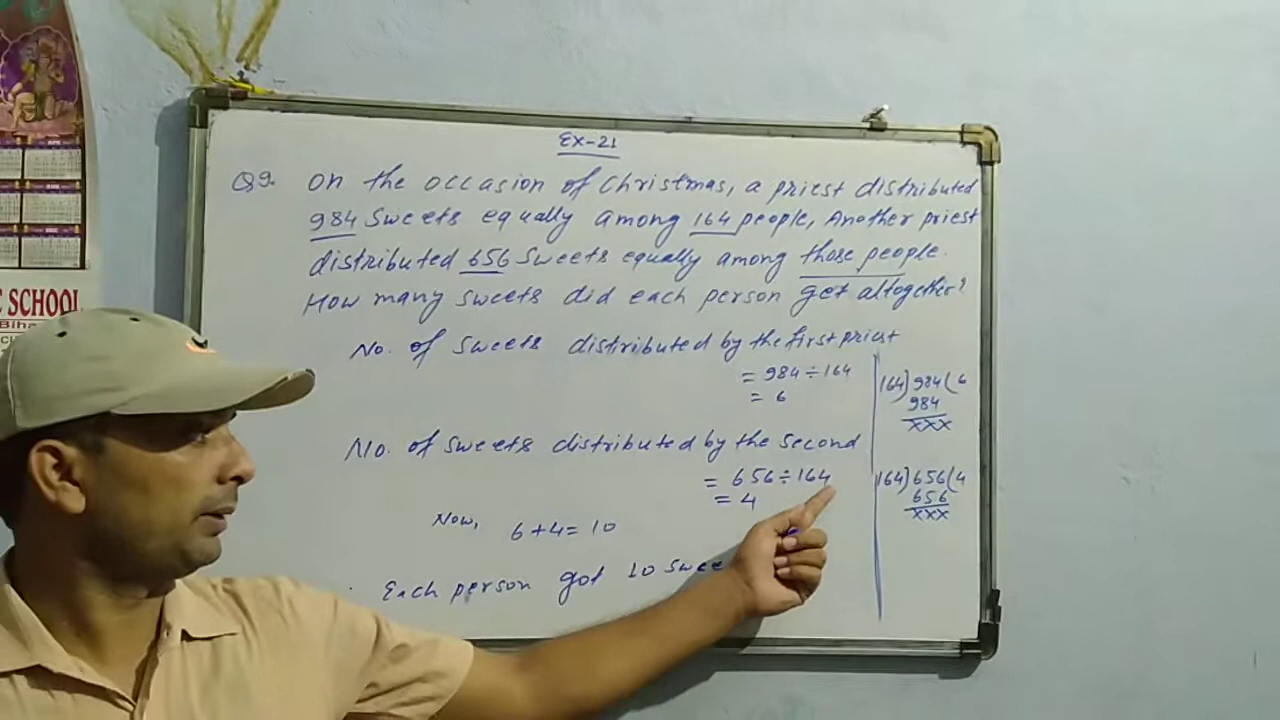 Ex-21
Q9. On the occasion of Christmas, a priest distributed
984 sweets equally among 164 people, Another priest
distributed 656 sweets equally among those people.
How many sweets did each person get altogether?
No. of sweets distributed by the first priest
= 984 ÷ 164
= 6
164)984(6
984
xxx
No. of sweets distributed by the second
= 656 ÷ 164
= 4
164)656(4
656
xxx
Now, 6+4= 10
Each person got 10 swee
C SCHOOL
Biha